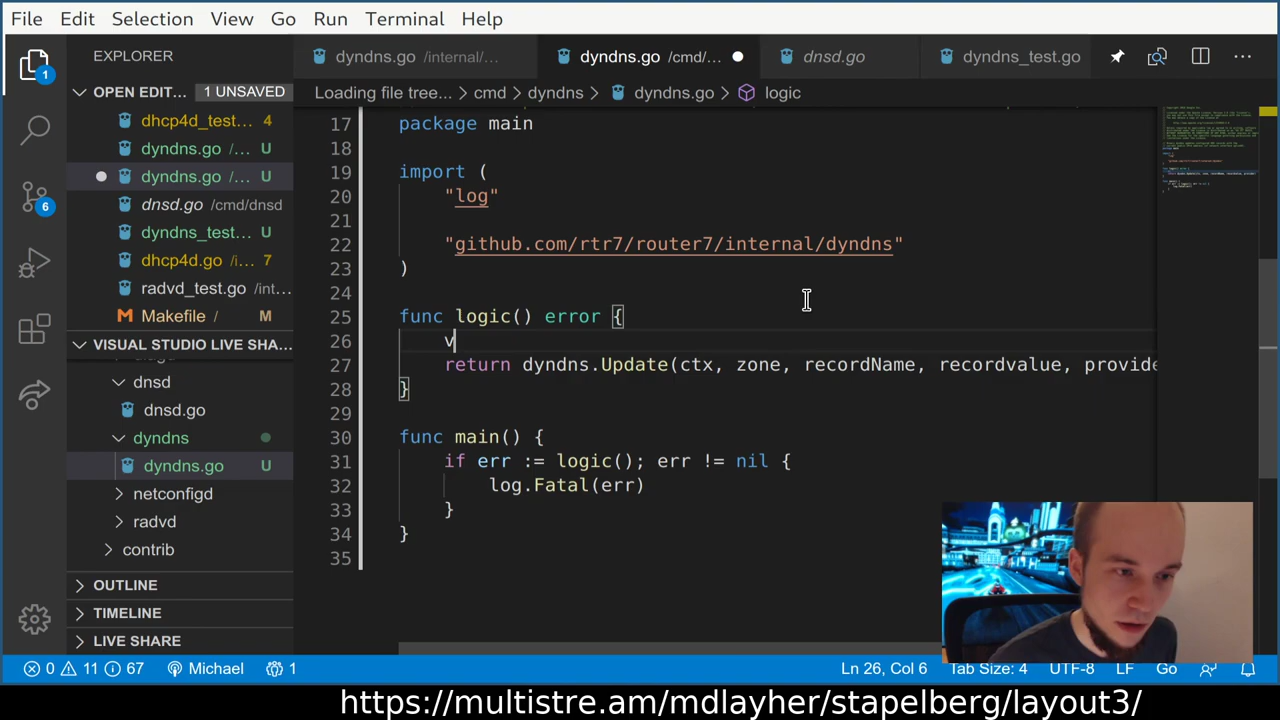 File Edit Selection View Go Run Terminal Help
EXPLORER
dyndns.go /internal/...
dyndns.go /cmd/...
dnsd.go
dyndns_test.go
1
OPEN EDIT... 1 UNSAVED
Loading file tree... cmd dyndns dyndns.go logic
dhcp4d_test... 4
dyndns.go /... U
dyndns.go /... U
dnsd.go /cmd/dnsd
dyndns_test... U
dhcp4d.go /i... 7
radvd_test.go /int...
Makefile / M
6
VISUAL STUDIO LIVE SHA...
dnsd
dnsd.go
dyndns
dyndns.go U
netconfigd
radvd
contrib
OUTLINE
TIMELINE
LIVE SHARE
17 package main
18
19 import (
20 "log"
21
22 "github.com/rtr7/router7/internal/dyndns"
23 )
24
25 func logic() error {
26 v
27 return dyndns.Update(ctx, zone, recordName, recordvalue, provide
28 }
29
30 func main() {
31 if err := logic(); err != nil {
32 log.Fatal(err)
33 }
34 }
35
0 11 67 Michael 1 Ln 26, Col 6 Tab Size: 4 UTF-8 LF Go
https://multistre.am/mdlayher/stapelberg/layout3/